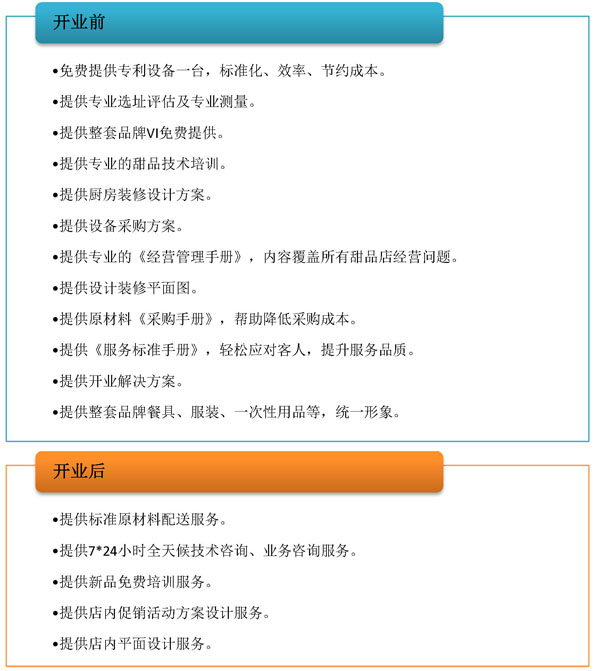 开业前
•免费提供专利设备一台，标准化、效率、节约成本。
•提供专业选址评估及专业测量。
•提供整套品牌VI免费提供。
•提供专业的甜品技术培训。
•提供厨房装修设计方案。
•提供设备采购方案。
•提供专业的《经营管理手册》，内容覆盖所有甜品店经营问题。
•提供设计装修平面图。
•提供原材料《采购手册》，帮助降低采购成本。
•提供《服务标准手册》，轻松应对客人，提升服务品质。
•提供开业解决方案。
•提供整套品牌餐具、服装、一次性用品等，统一形象。
开业后
•提供标准原材料配送服务。
•提供7*24小时全天候技术咨询、业务咨询服务。
•提供新品免费培训服务。
•提供店内促销活动方案设计服务。
•提供店内平面设计服务。